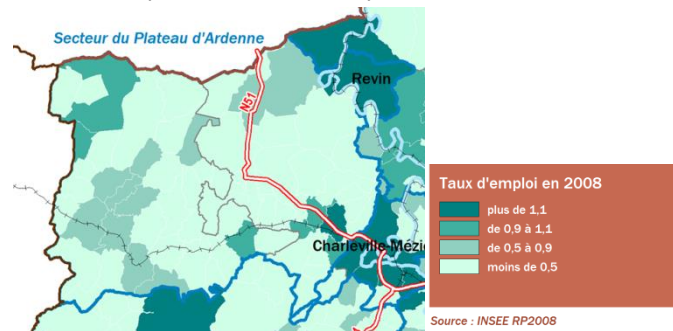 Secteur du Plateau d'Ardenne
Revin
N51
Charleville-Mézi
Taux d'emploi en 2008
plus de 1,1
de 0,9 à 1,1
de 0,5 à 0,9
moins de 0,5
Source : INSEE RP2008